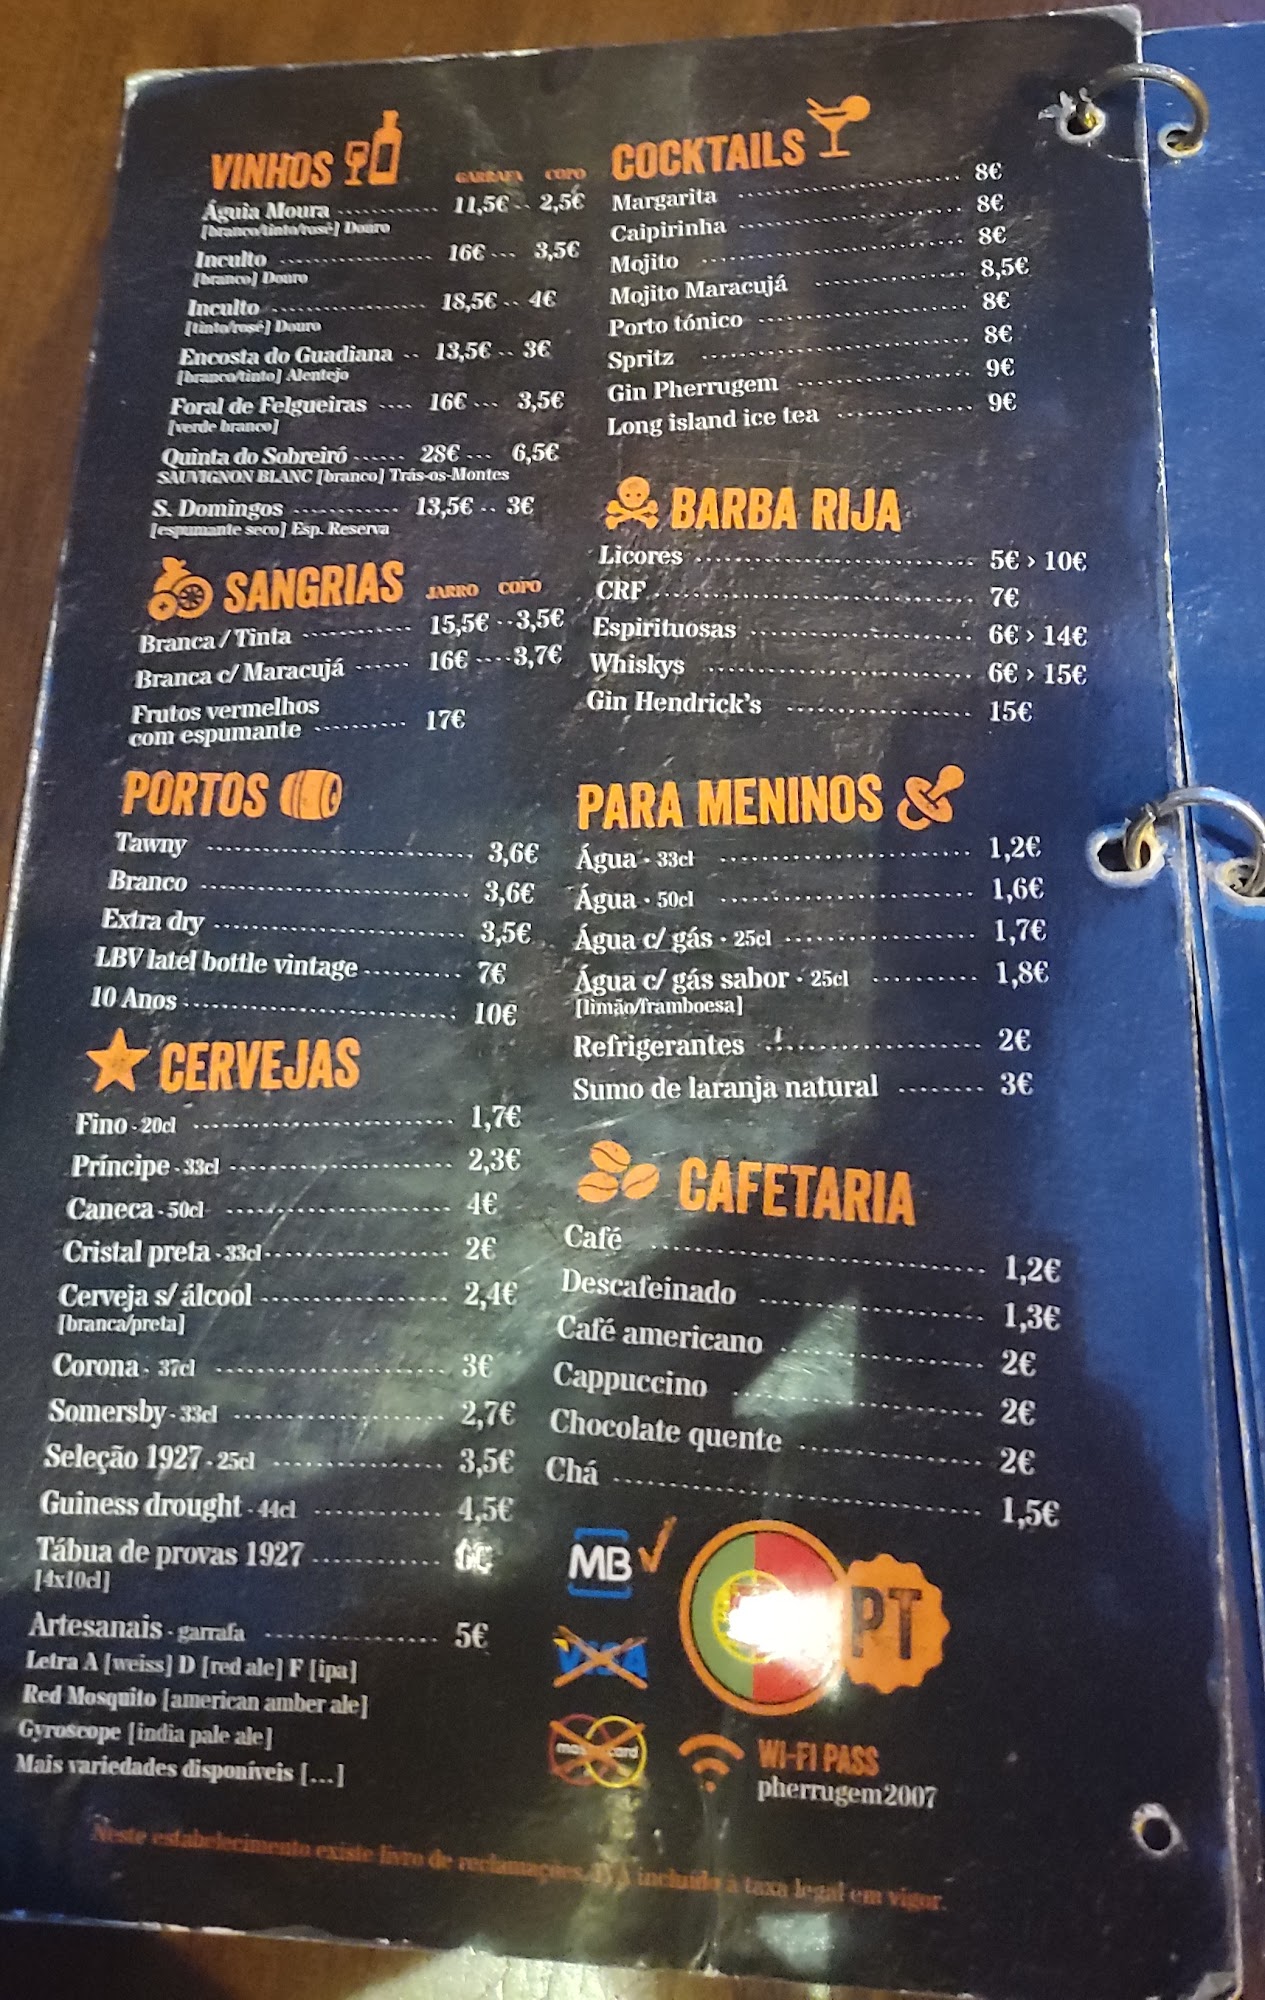 VINHOS GARRAFA COPO
Águia Moura 11,5€ 2,5€
[branco/tinto/rosé] Douro
Inculto 16€ 3,5€
[branco] Douro
Inculto 18,5€ 4€
[tinto/rosé] Douro
Encosta do Guadiana 13,5€ 3€
[branco/tinto] Alentejo
Foral de Felgueiras 16€ 3,5€
[verde branco]
Quinta do Sobreiró 28€ 6,5€
SAUVIGNON BLANC [branco] Trás-os-Montes
S. Domingos 13,5€ 3€
[espumante seco] Esp. Reserva
SANGRIAS JARRO COPO
Branca / Tinta 15,5€ 3,5€
Branca c/ Maracujá 16€ 3,7€
Frutos vermelhos
com espumante 17€
PORTOS
Tawny 3,6€
Branco 3,6€
Extra dry 3,5€
LBV latel bottle vintage 7€
10 Anos 10€
CERVEJAS
Fino - 20cl 1,7€
Príncipe - 33cl 2,3€
Caneca - 50cl 4€
Cristal preta - 33cl 2€
Cerveja s/ álcool 2,4€
[branca/preta]
Corona - 37cl 3€
Somersby - 33cl 2,7€
Seleção 1927 - 25cl 3,5€
Guiness drought - 44cl 4,5€
Tábua de provas 1927 6€
[4x10cl]
Artesanais - garrafa 5€
Letra A [weiss] D [red ale] F [ipa]
Red Mosquito [american amber ale]
Gyroscope [india pale ale]
Mais variedades disponíveis [...]
COCKTAILS
Margarita 8€
Caipirinha 8€
Mojito 8€
Mojito Maracujá 8,5€
Porto tónico 8€
Spritz 8€
Gin Pherrugem 9€
Long island ice tea 9€
BARBA RIJA
Licores 5€ > 10€
CRF 7€
Espirituosas 6€ > 14€
Whiskys 6€ > 15€
Gin Hendrick's 15€
PARA MENINOS
Água - 33cl 1,2€
Água - 50cl 1,6€
Água c/ gás - 25cl 1,7€
Água c/ gás sabor - 25cl 1,8€
[limão/framboesa]
Refrigerantes 2€
Sumo de laranja natural 3€
CAFETARIA
Café 1,2€
Descafeinado 1,3€
Café americano 2€
Cappuccino 2€
Chocolate quente 2€
Chá 1,5€
MB
VISA
PT
WI-FI PASS
pherrugem2007
Neste estabelecimento existe livro de reclamações. IVA incluído à taxa legal em vigor.